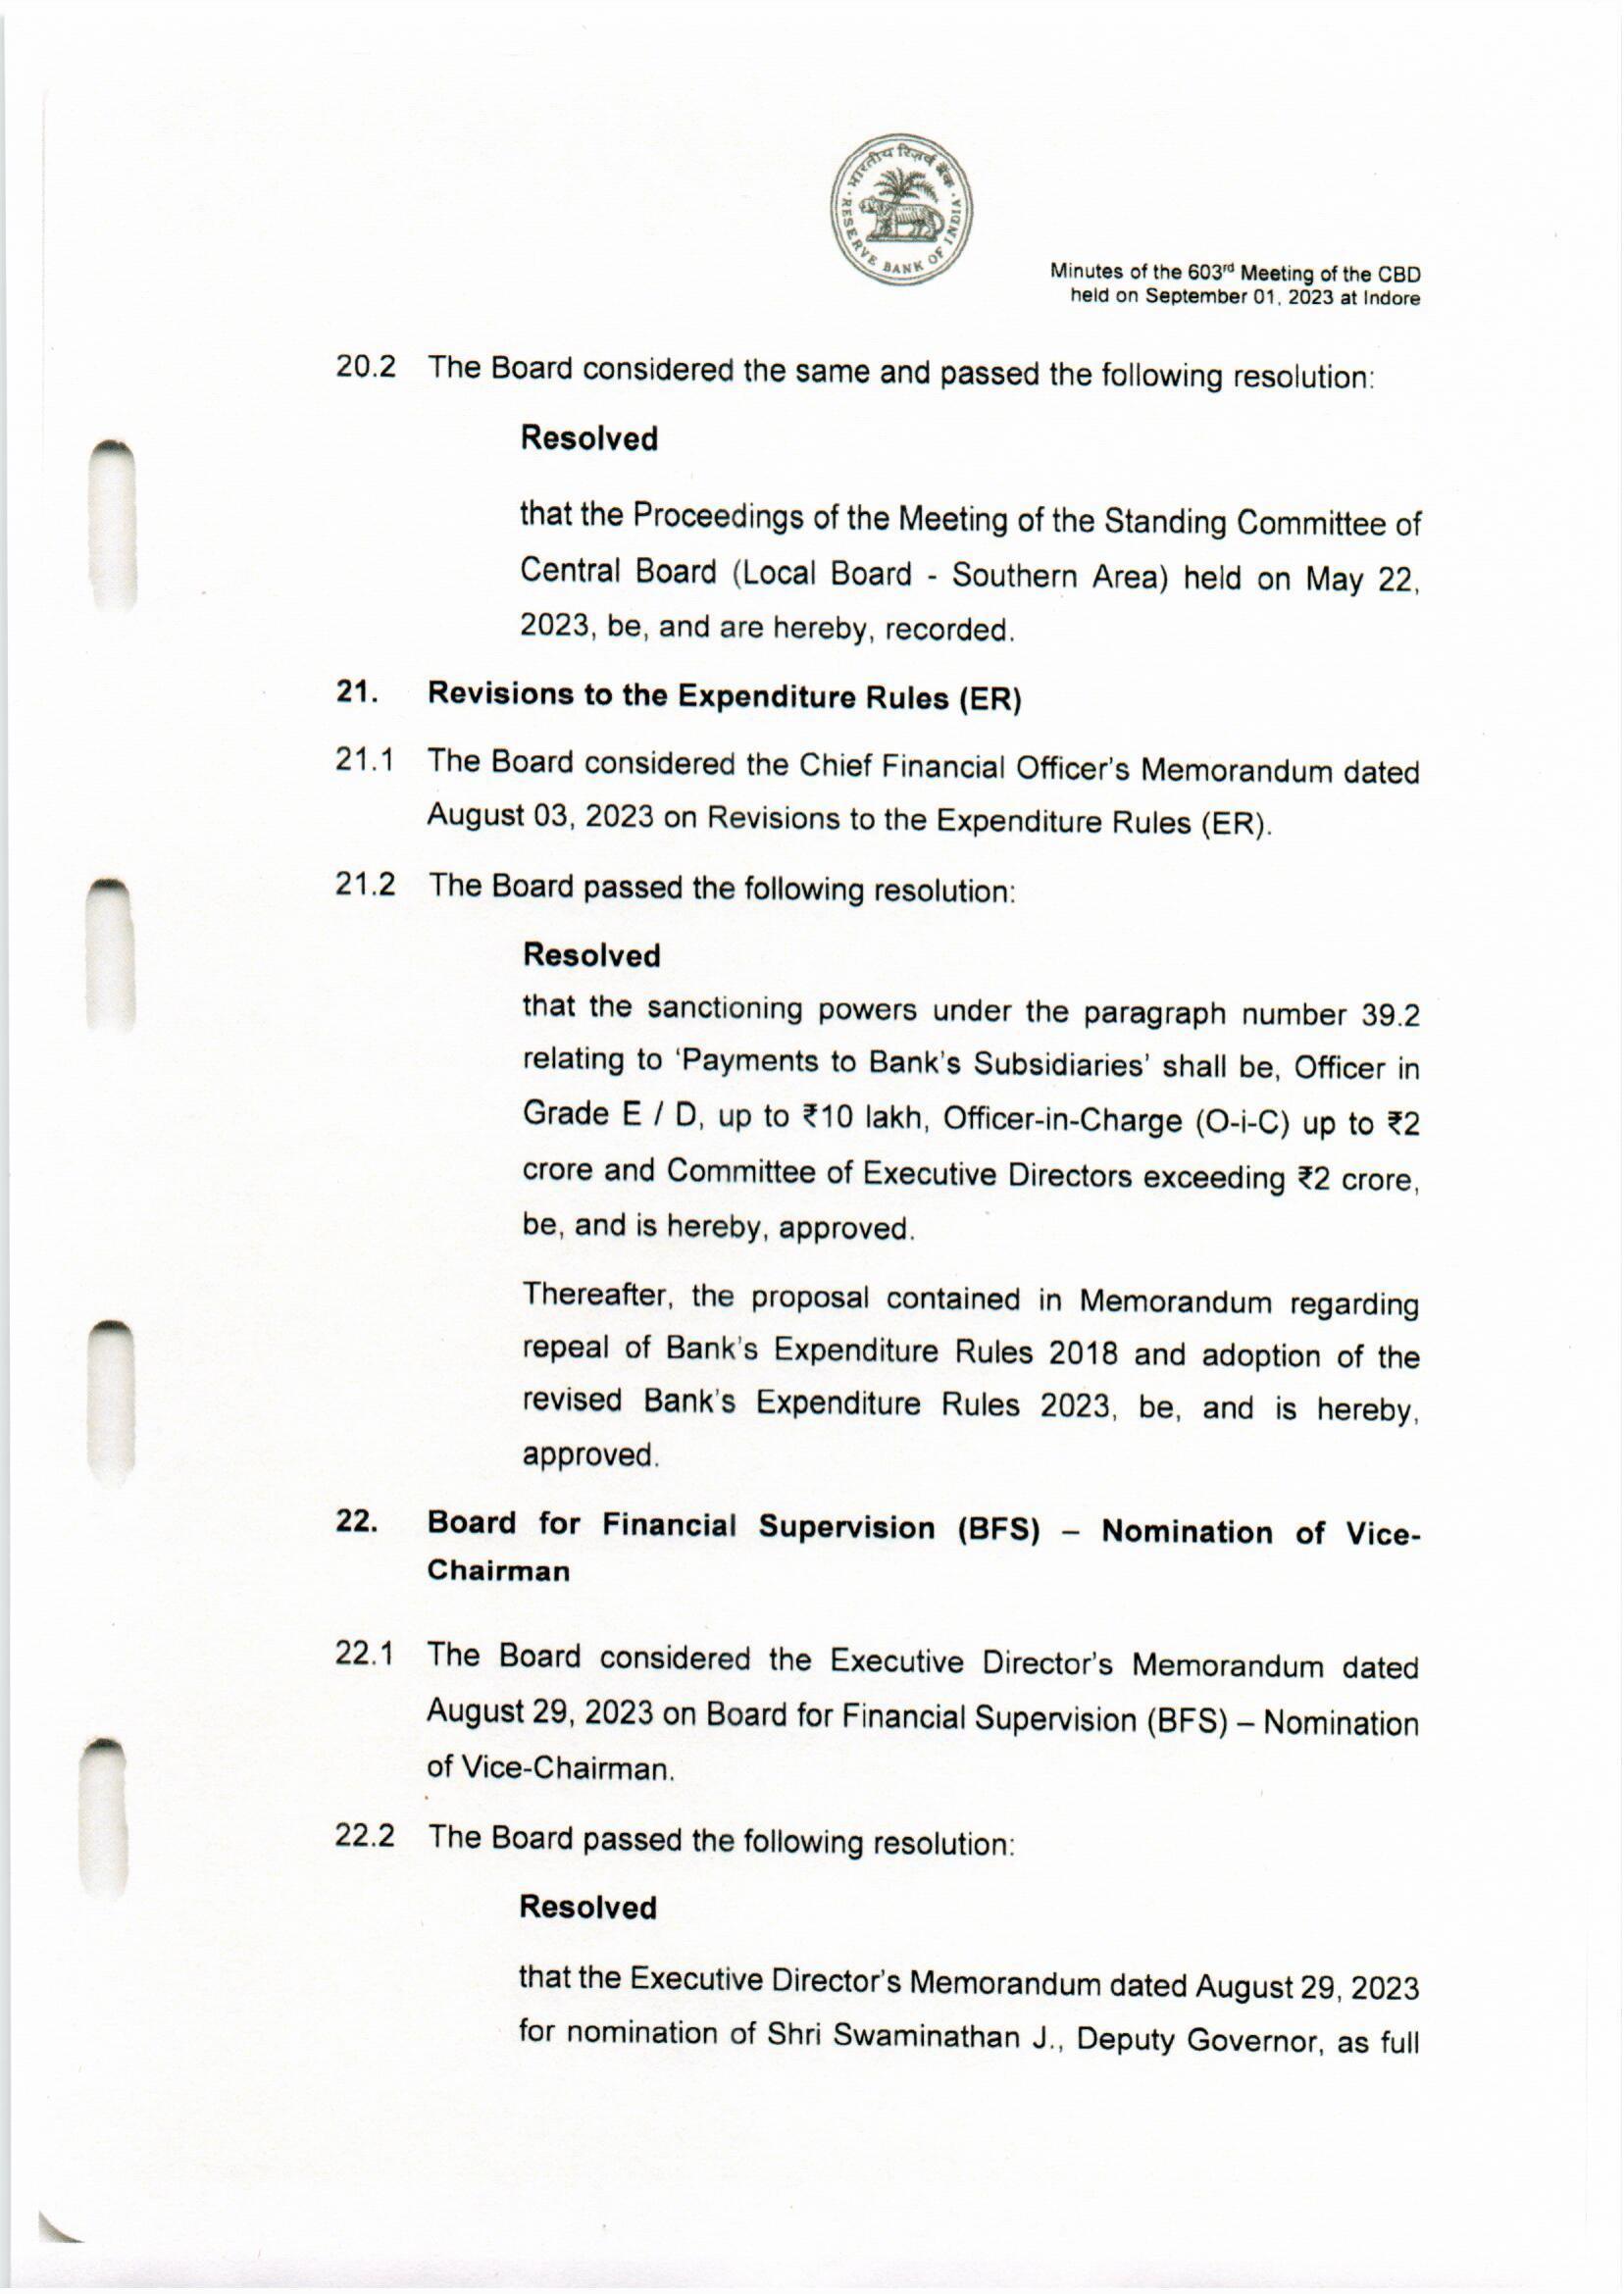 भारतीय रिज़र्व बैंक
RESERVE BANK OF INDIA
Minutes of the 603rd Meeting of the CBD
held on September 01, 2023 at Indore
20.2 The Board considered the same and passed the following resolution:
Resolved
that the Proceedings of the Meeting of the Standing Committee of
Central Board (Local Board - Southern Area) held on May 22,
2023, be, and are hereby, recorded.
21. Revisions to the Expenditure Rules (ER)
21.1 The Board considered the Chief Financial Officer's Memorandum dated
August 03, 2023 on Revisions to the Expenditure Rules (ER).
21.2 The Board passed the following resolution:
Resolved
that the sanctioning powers under the paragraph number 39.2
relating to ‘Payments to Bank’s Subsidiaries’ shall be, Officer in
Grade E / D, up to ₹10 lakh, Officer-in-Charge (O-i-C) up to ₹2
crore and Committee of Executive Directors exceeding ₹2 crore,
be, and is hereby, approved.
Thereafter, the proposal contained in Memorandum regarding
repeal of Bank's Expenditure Rules 2018 and adoption of the
revised Bank's Expenditure Rules 2023, be, and is hereby,
approved.
22. Board for Financial Supervision (BFS) – Nomination of Vice-
Chairman
22.1 The Board considered the Executive Director's Memorandum dated
August 29, 2023 on Board for Financial Supervision (BFS) – Nomination
of Vice-Chairman.
22.2 The Board passed the following resolution:
Resolved
that the Executive Director's Memorandum dated August 29, 2023
for nomination of Shri Swaminathan J., Deputy Governor, as full